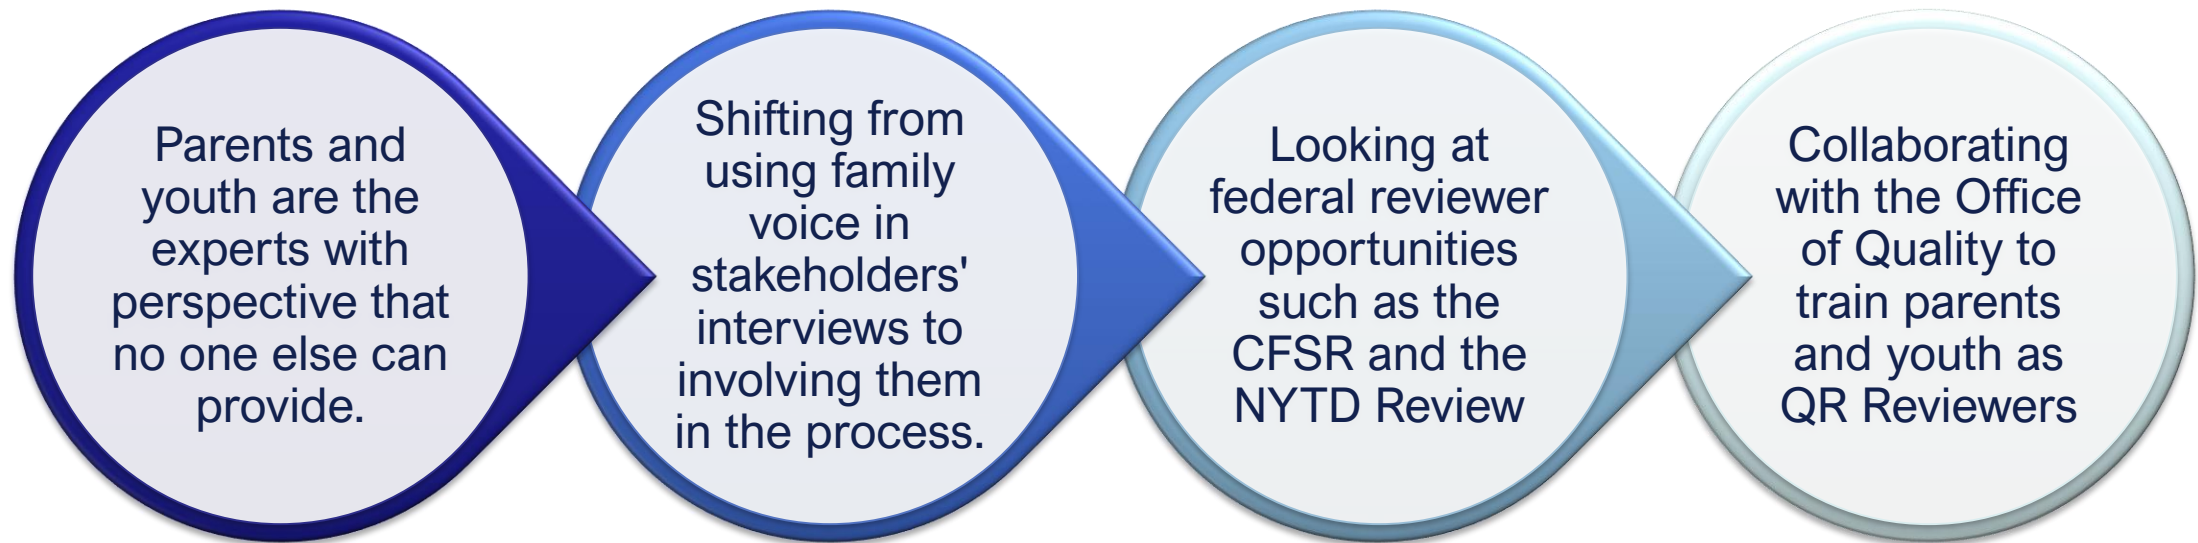 Parents and
youth are the
experts with
perspective that
no one else can
provide.
Shifting from
using family
voice in
stakeholders'
interviews to
involving them
in the process.
Looking at
federal reviewer
opportunities
such as the
CFSR and the
NYTD Review
Collaborating
with the Office
of Quality to
train parents
and youth as
QR Reviewers